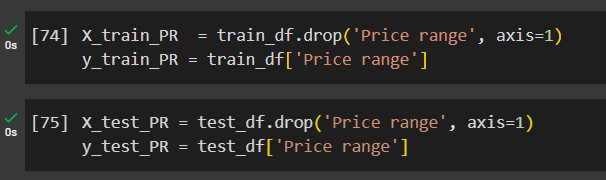 [74] X_train_PR  = train_df.drop('Price range', axis=1)
y_train_PR = train_df['Price range']
0s
[75] X_test_PR = test_df.drop('Price range', axis=1)
y_test_PR = test_df['Price range']
0s